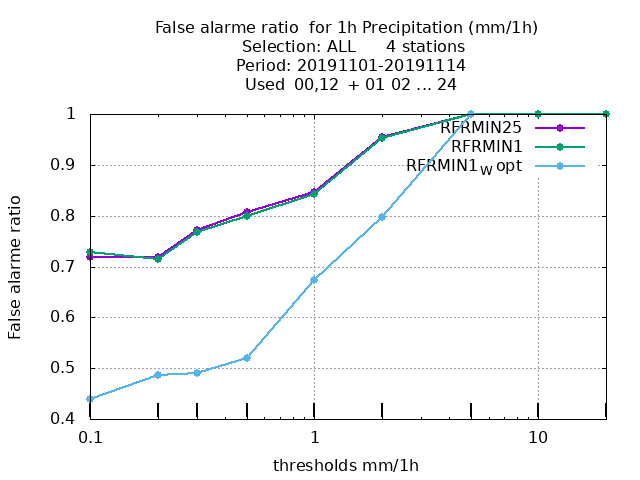 False alarme ratio  for 1h Precipitation (mm/1h)
Selection: ALL      4 stations
Period: 20191101-20191114
Used  00,12  + 01 02 ... 24
1
0.9
0.8
0.7
0.6
0.5
0.4
False alarme ratio
RFRMIN25
RFRMIN1
RFRMIN1W opt
0.1
1
10
thresholds mm/1h